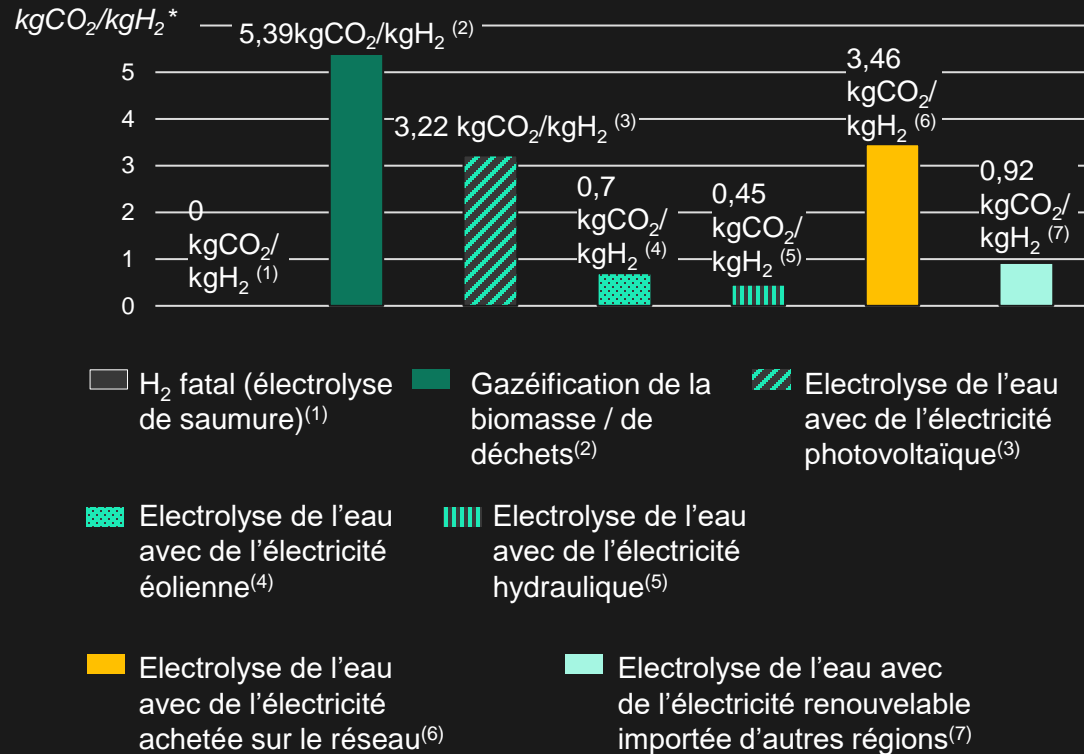 kgCO₂/kgH₂*
5,39kgCO₂/kgH₂ ⁽²⁾
5
4
3
2
1
0
0
kgCO₂/
kgH₂ ⁽¹⁾
3,22 kgCO₂/kgH₂ ⁽³⁾
0,7
kgCO₂/
kgH₂ ⁽⁴⁾
0,45
kgCO₂/
kgH₂ ⁽⁵⁾
3,46
kgCO₂/
kgH₂ ⁽⁶⁾
0,92
kgCO₂/
kgH₂ ⁽⁷⁾
H₂ fatal (électrolyse
de saumure)⁽¹⁾
Gazéification de la
biomasse / de
déchets⁽²⁾
Electrolyse de l’eau
avec de l’électricité
photovoltaïque⁽³⁾
Electrolyse de l’eau
avec de l’électricité
éolienne⁽⁴⁾
Electrolyse de l’eau
avec de l’électricité
hydraulique⁽⁵⁾
Electrolyse de l’eau
avec de l’électricité
achetée sur le réseau⁽⁶⁾
Electrolyse de l’eau avec
de l’électricité renouvelable
importée d’autres régions⁽⁷⁾